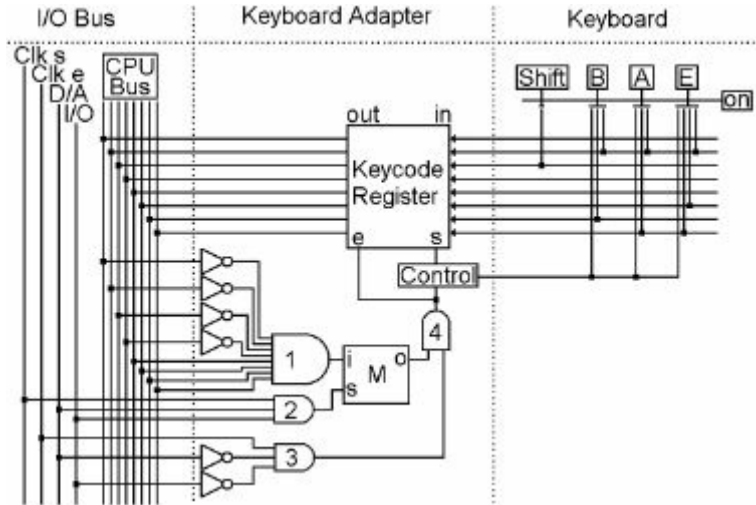 I/O Bus
Keyboard Adapter
Keyboard
Clk s
Clk e
D/A
I/O
CPU
Bus
Shift
B
A
E
on
out
in
Keycode
Register
e
s
Control
4
1
i
o
M
s
2
3